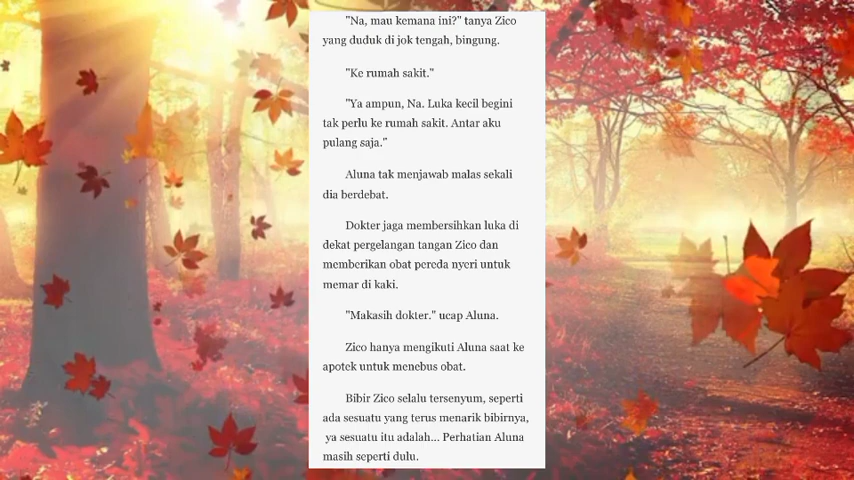 "Na, mau kemana ini?" tanya Zico
yang duduk di jok tengah, bingung.
"Ke rumah sakit."
"Ya ampun, Na. Luka kecil begini
tak perlu ke rumah sakit. Antar aku
pulang saja."
Aluna tak menjawab malas sekali
dia berdebat.
Dokter jaga membersihkan luka di
dekat pergelangan tangan Zico dan
memberikan obat pereda nyeri untuk
memar di kaki.
"Makasih dokter." ucap Aluna.
Zico hanya mengikuti Aluna saat ke
apotek untuk menebus obat.
Bibir Zico selalu tersenyum, seperti
ada sesuatu yang terus menarik bibirnya,
ya sesuatu itu adalah... Perhatian Aluna
masih seperti dulu.